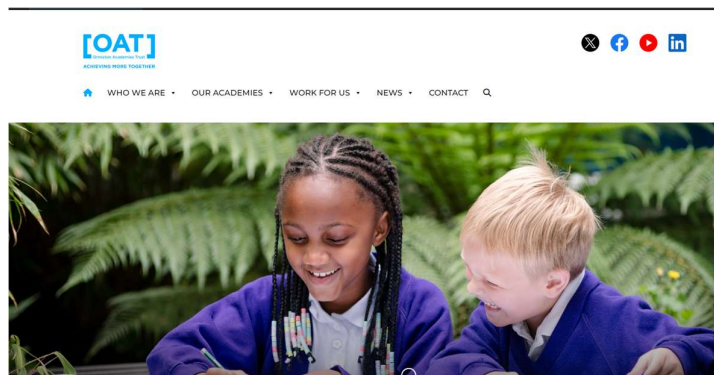 [OAT]
Ormiston Academies Trust
ACHIEVING MORE TOGETHER
WHO WE ARE
OUR ACADEMIES
WORK FOR US
NEWS
CONTACT